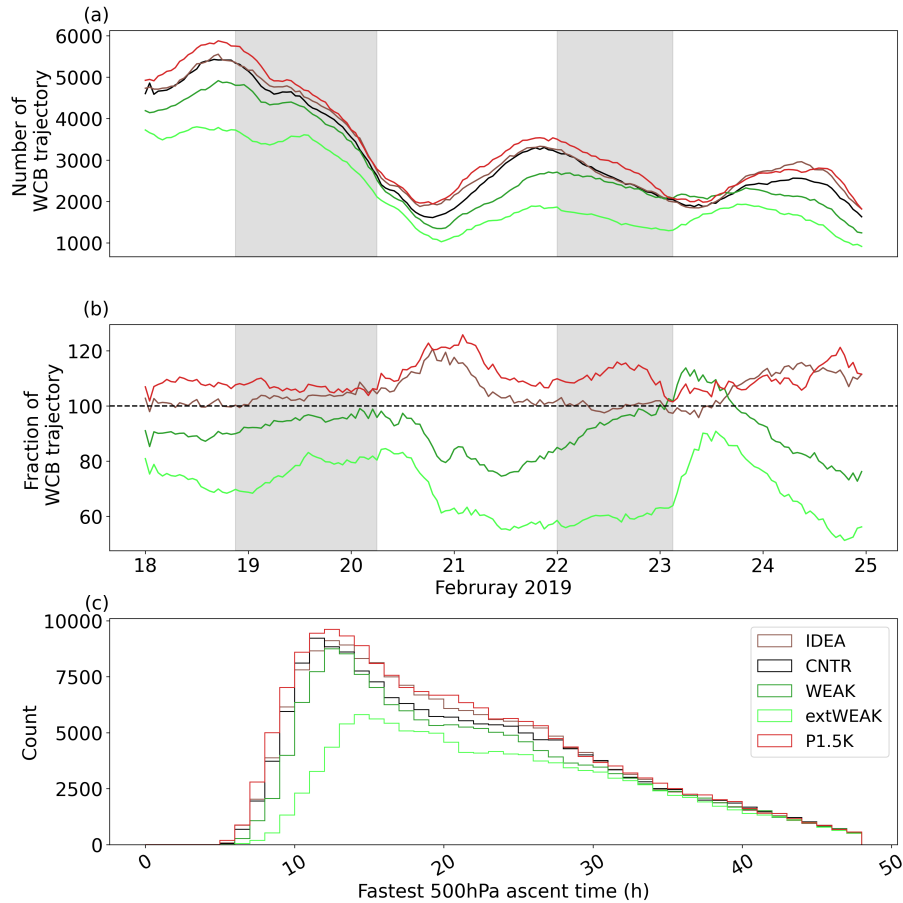 (a)
6000
5000
4000
3000
2000
1000
Number of
WCB trajectory
(b)
120
100
80
60
Fraction of
WCB trajectory
18 19 20 21 22 23 24 25
Februray 2019
(c)
10000
7500
5000
2500
0
Count
IDEA
CNTR
WEAK
extWEAK
P1.5K
0 10 20 30 40 50
Fastest 500hPa ascent time (h)